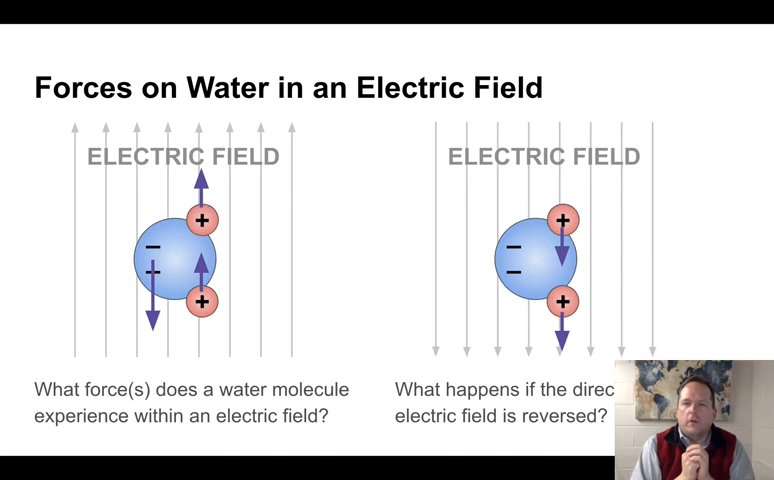 Forces on Water in an Electric Field
ELECTRIC FIELD
+
−
−
+
What force(s) does a water molecule
experience within an electric field?
ELECTRIC FIELD
+
−
−
+
What happens if the
electric field is reversed?